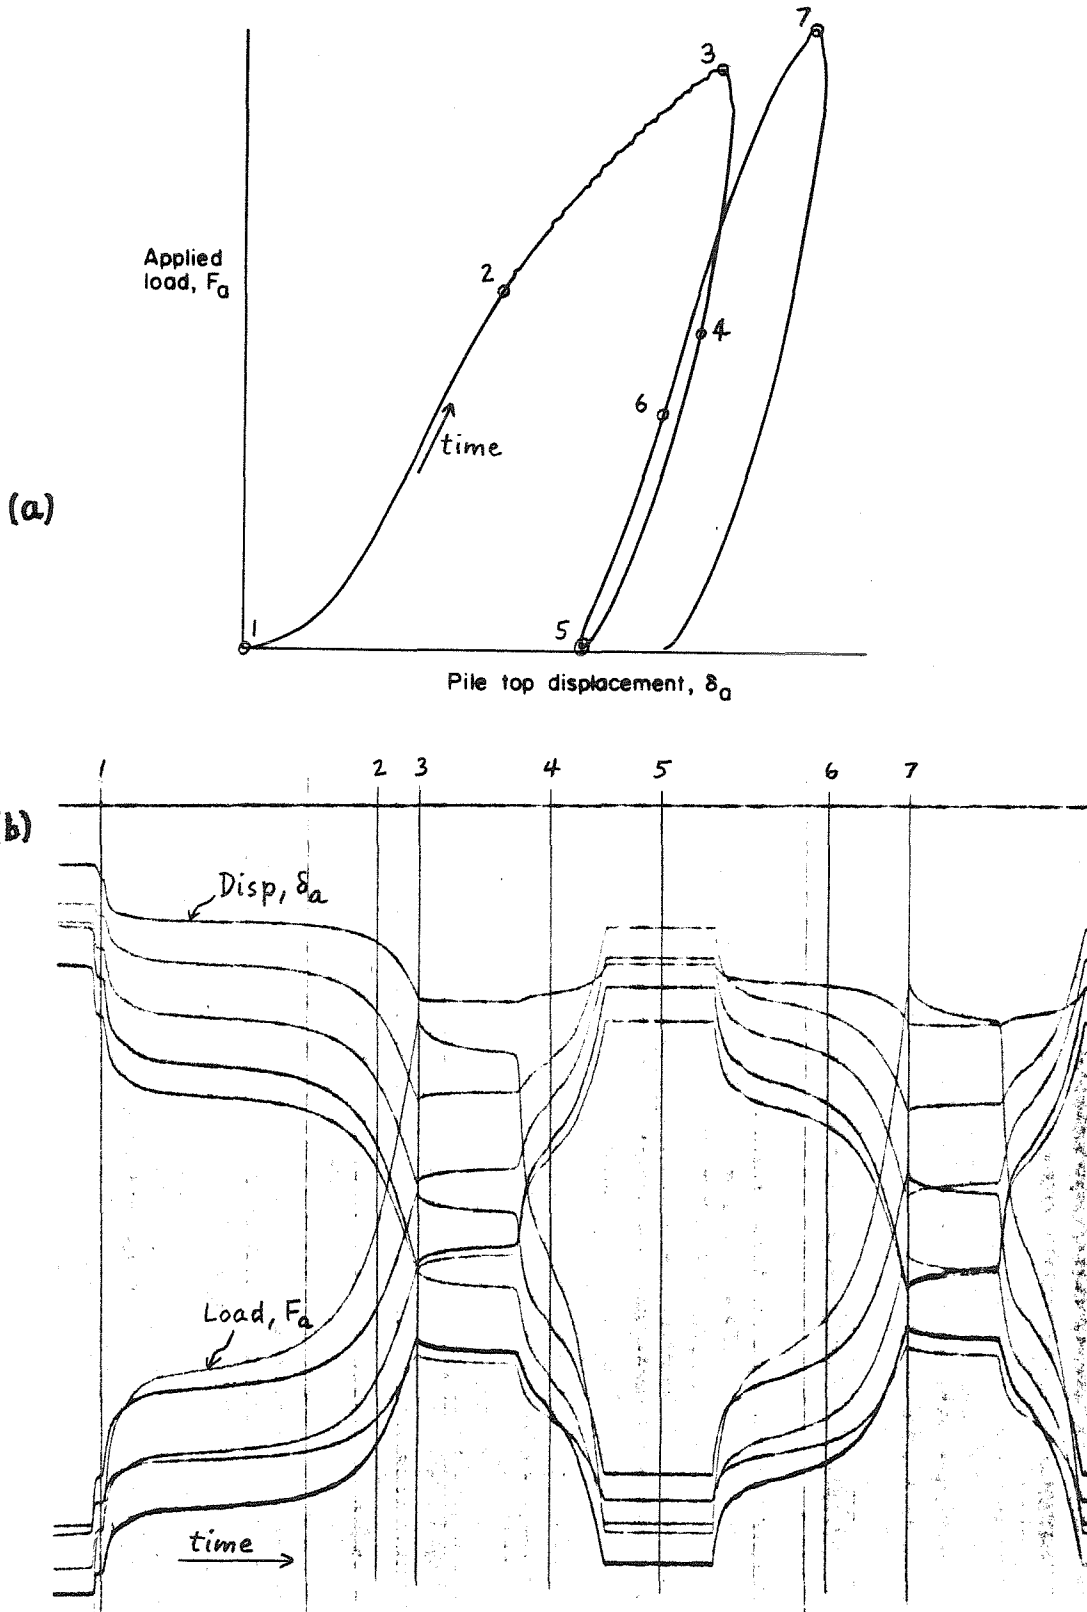 7
3
Applied
load, Fₐ
2
4
6
time
(a)
1
5
Pile top displacement, δₐ
1 2 3 4 5 6 7
(b)
Disp, δₐ
Load, Fₐ
time